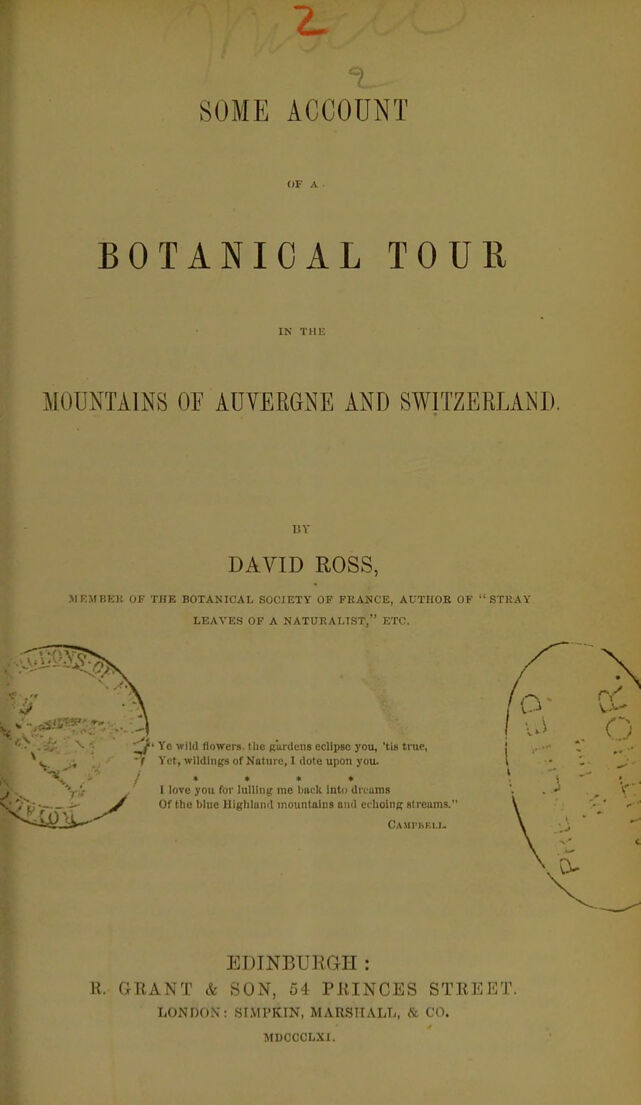 2
SOME ACCOUNT
OF A
BOTANICAL TOUR
IN THE
MOUNTAINS OF AUVERGNE AND SWITZERLAND.
BY
DAVID ROSS,
MEMBER OF THE BOTANICAL SOCIETY OF FRANCE, AUTHOR OF “STRAY
LEAVES OF A NATURALIST,” ETC.
Ye wild flowers, the gardens eclipse you, 'tis true,
Yet, wildings of Nature, I dote upon you.
* * * *
I love you for lulling me back into dreams
Of the blue Highland mountains and echoing streams."
CAMPBELL.
EDINBURGH:
R. GRANT & SON, 54 PRINCES STREET.
LONDON: SIMPKIN, MARSHALL, & CO.
MDCCCLXI.